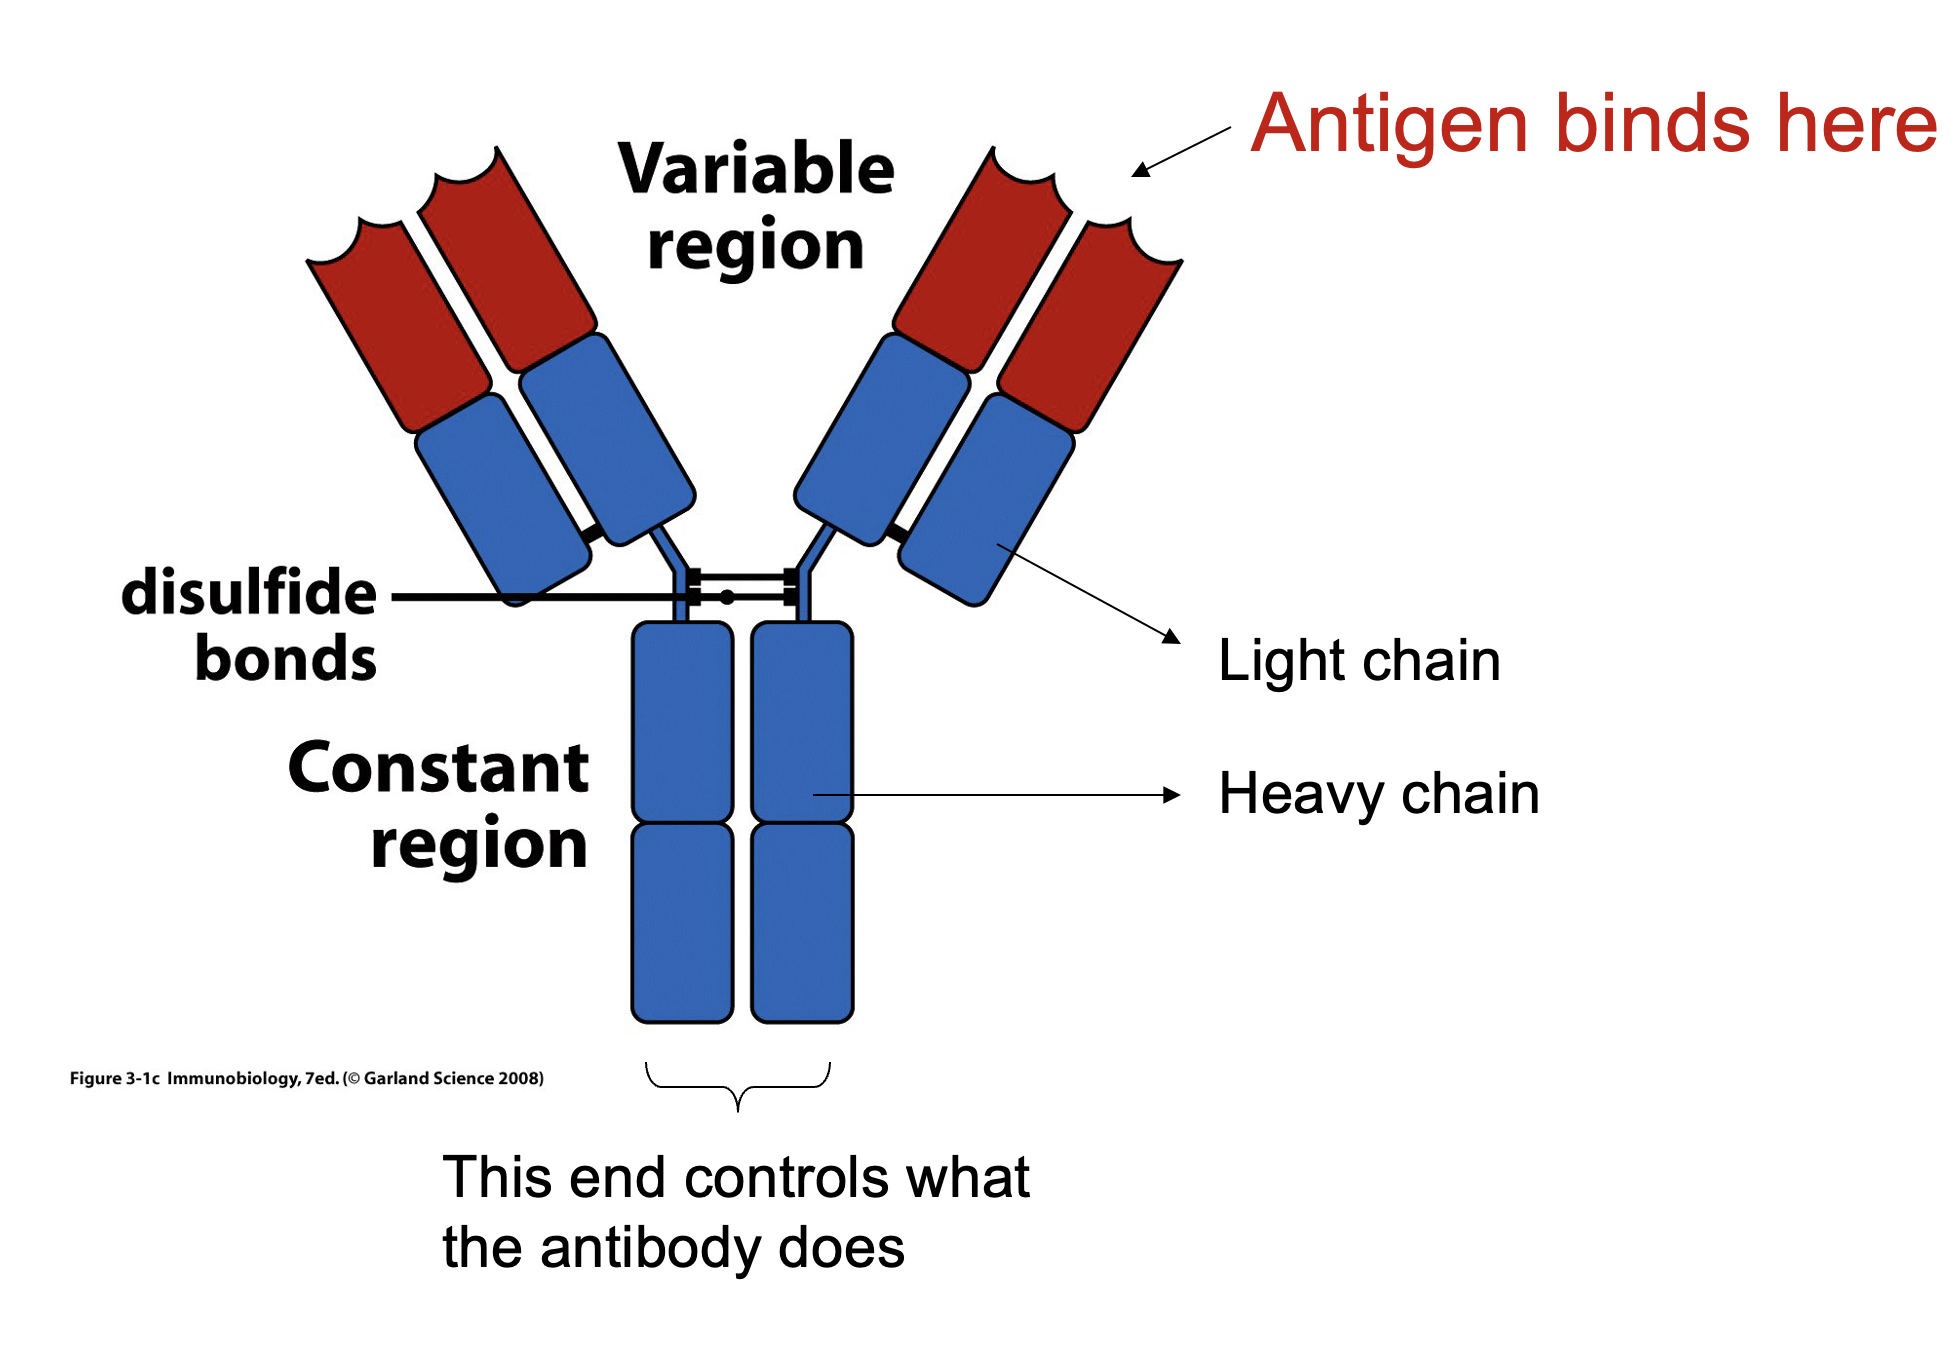 Antigen binds here
Variable
region
disulfide
bonds
Light chain
Constant
region
Heavy chain
Figure 3-1c Immunobiology, 7ed. (© Garland Science 2008)
This end controls what
the antibody does